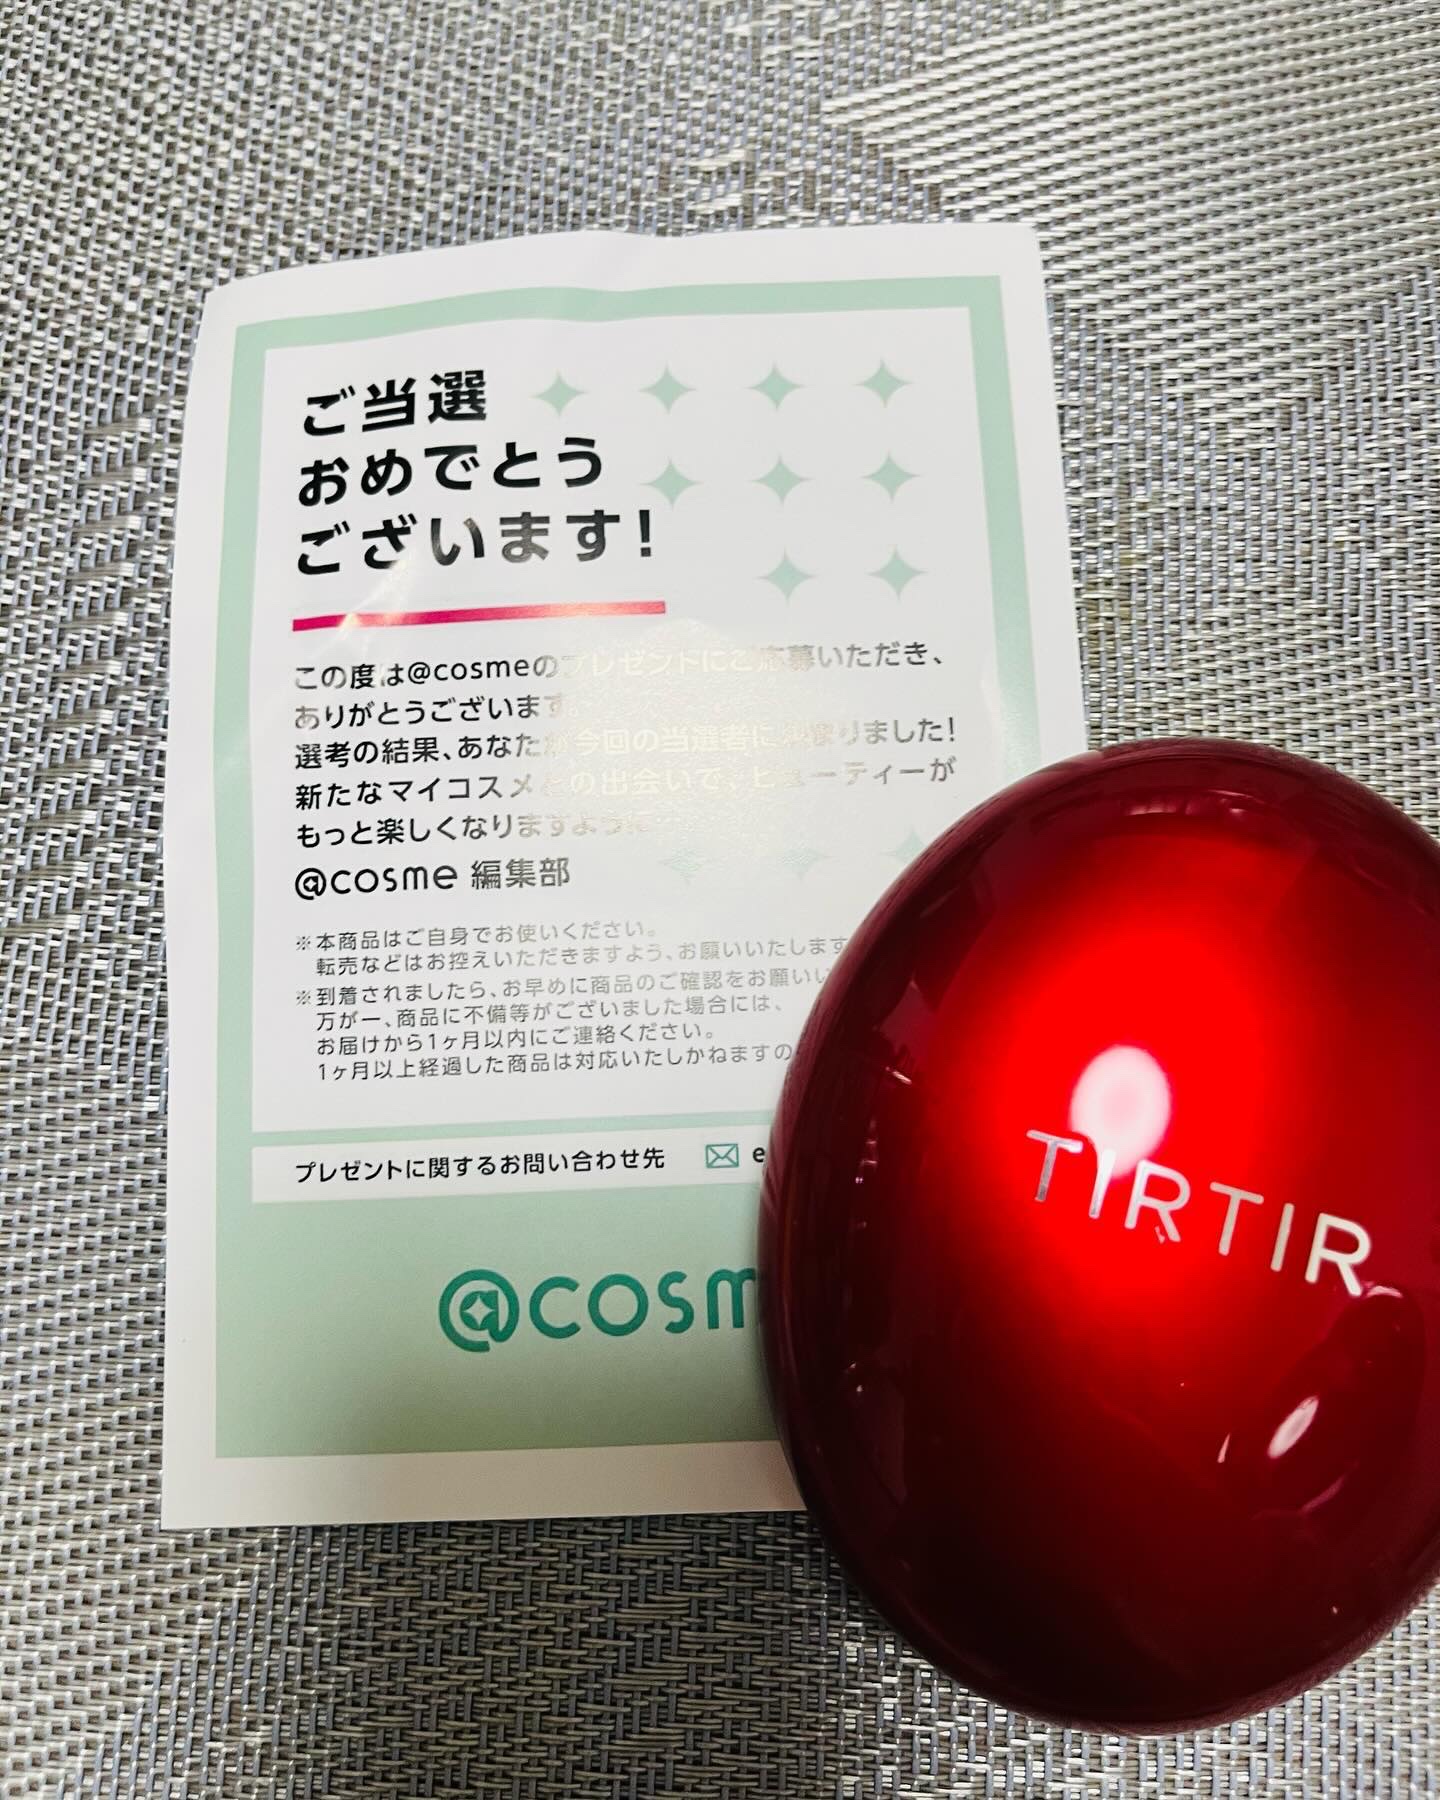 ご当選
おめでとう
ございます!
この度は@cosmeのプレゼントにご応募いただき、
ありがとうございます。
選考の結果、あなたが今回の当選者に決まりました!
新たなマイコスメとの出会いで、ビューティーが
もっと楽しくなりますように
@cosme 編集部
※本商品はご自身でお使いください。
転売などはお控えいただきますよう、お願いいたします
※到着されましたら、お早めに商品のご確認をお願いい
万が一、商品に不備等がございました場合には、
お届けから1ヶ月以内にご連絡ください。
1ヶ月以上経過した商品は対応いたしかねますの
プレゼントに関するお問い合わせ先 e
@cosm
TIRTIR